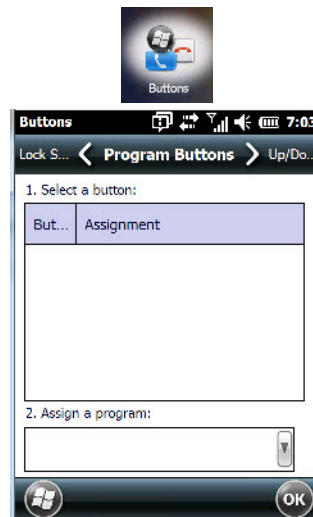 Buttons
Buttons 7:03
Lock S... Program Buttons Up/Do..
1. Select a button:
But... Assignment
2. Assign a program:
OK